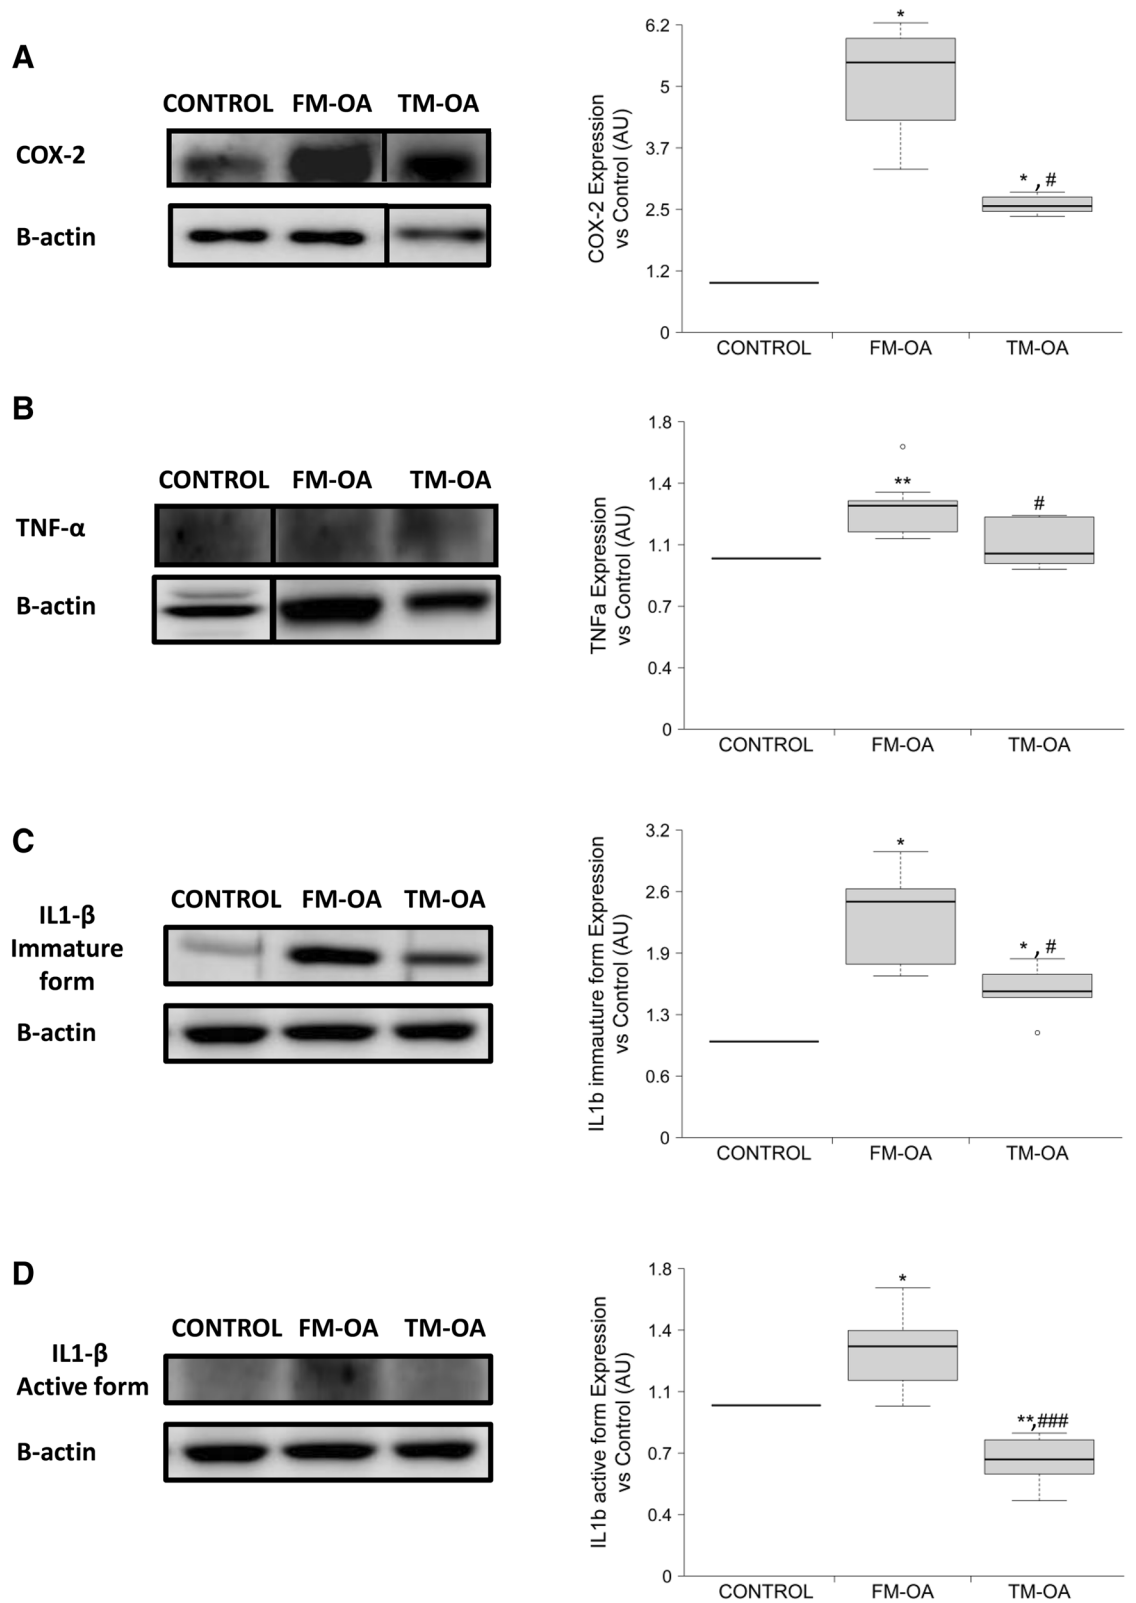 A
CONTROL FM-OA TM-OA
COX-2
B-actin
COX-2 Expression
vs Control (AU)
6.2
5
3.7
2.5
1.2
0
*
* , #
CONTROL FM-OA TM-OA
B
CONTROL FM-OA TM-OA
TNF-α
B-actin
TNFa Expression
vs Control (AU)
1.8
1.4
1.1
0.7
0.4
0
**
#
CONTROL FM-OA TM-OA
C
CONTROL FM-OA TM-OA
IL1-β
Immature
form
B-actin
IL1b immauture form Expression
vs Control (AU)
3.2
2.6
1.9
1.3
0.6
0
*
* , #
CONTROL FM-OA TM-OA
D
CONTROL FM-OA TM-OA
IL1-β
Active form
B-actin
IL1b active form Expression
vs Control (AU)
1.8
1.4
1.1
0.7
0.4
0
*
**,###
CONTROL FM-OA TM-OA